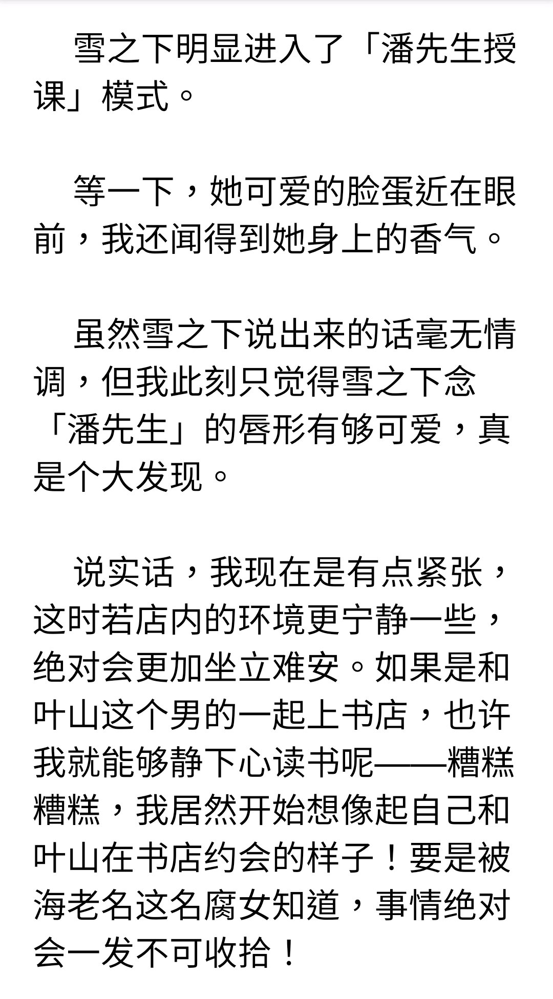 雪之下明显进入了「潘先生授
课」模式。
等一下，她可爱的脸蛋近在眼
前，我还闻得到她身上的香气。
虽然雪之下说出来的话毫无情
调，但我此刻只觉得雪之下念
「潘先生」的唇形有够可爱，真
是个大发现。
说实话，我现在是有点紧张，
这时若店内的环境更宁静一些，
绝对会更加坐立难安。如果是和
叶山这个男的一起上书店，也许
我就能够静下心读书呢——糟糕
糟糕，我居然开始想像起自己和
叶山在书店约会的样子！要是被
海老名这名腐女知道，事情绝对
会一发不可收拾！